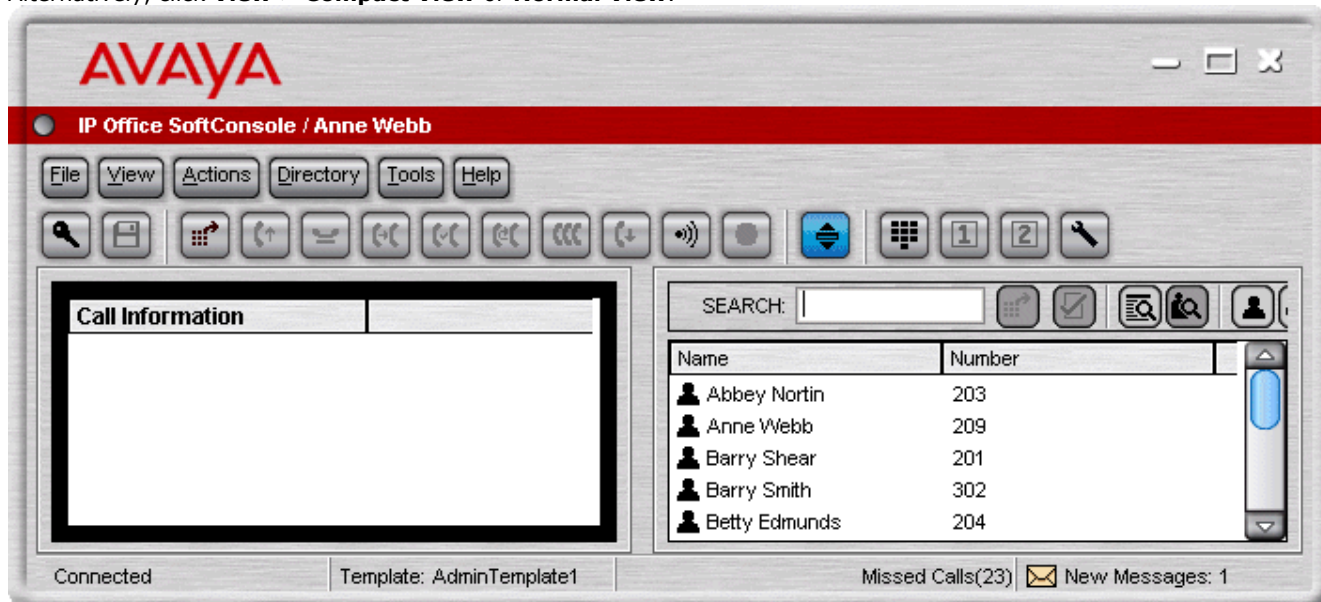 AVAYA
IP Office SoftConsole / Anne Webb
File View Actions Directory Tools Help
1 2
Call Information
SEARCH:
Name Number
Abbey Nortin 203
Anne Webb 209
Barry Shear 201
Barry Smith 302
Betty Edmunds 204
Connected Template: AdminTemplate1 Missed Calls(23) New Messages: 1